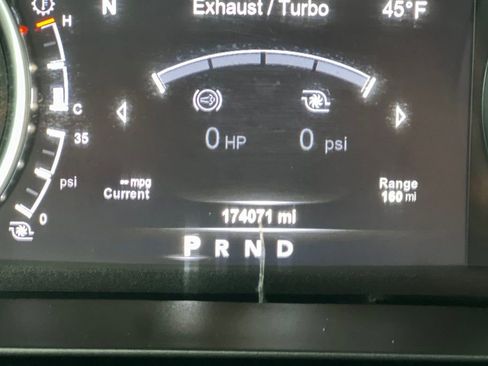 N Exhaust / Turbo 45°F
H
C
35
0 HP 0 psi
psi
∞ mpg Range
Current 160 mi
0
174071 mi
P R N D